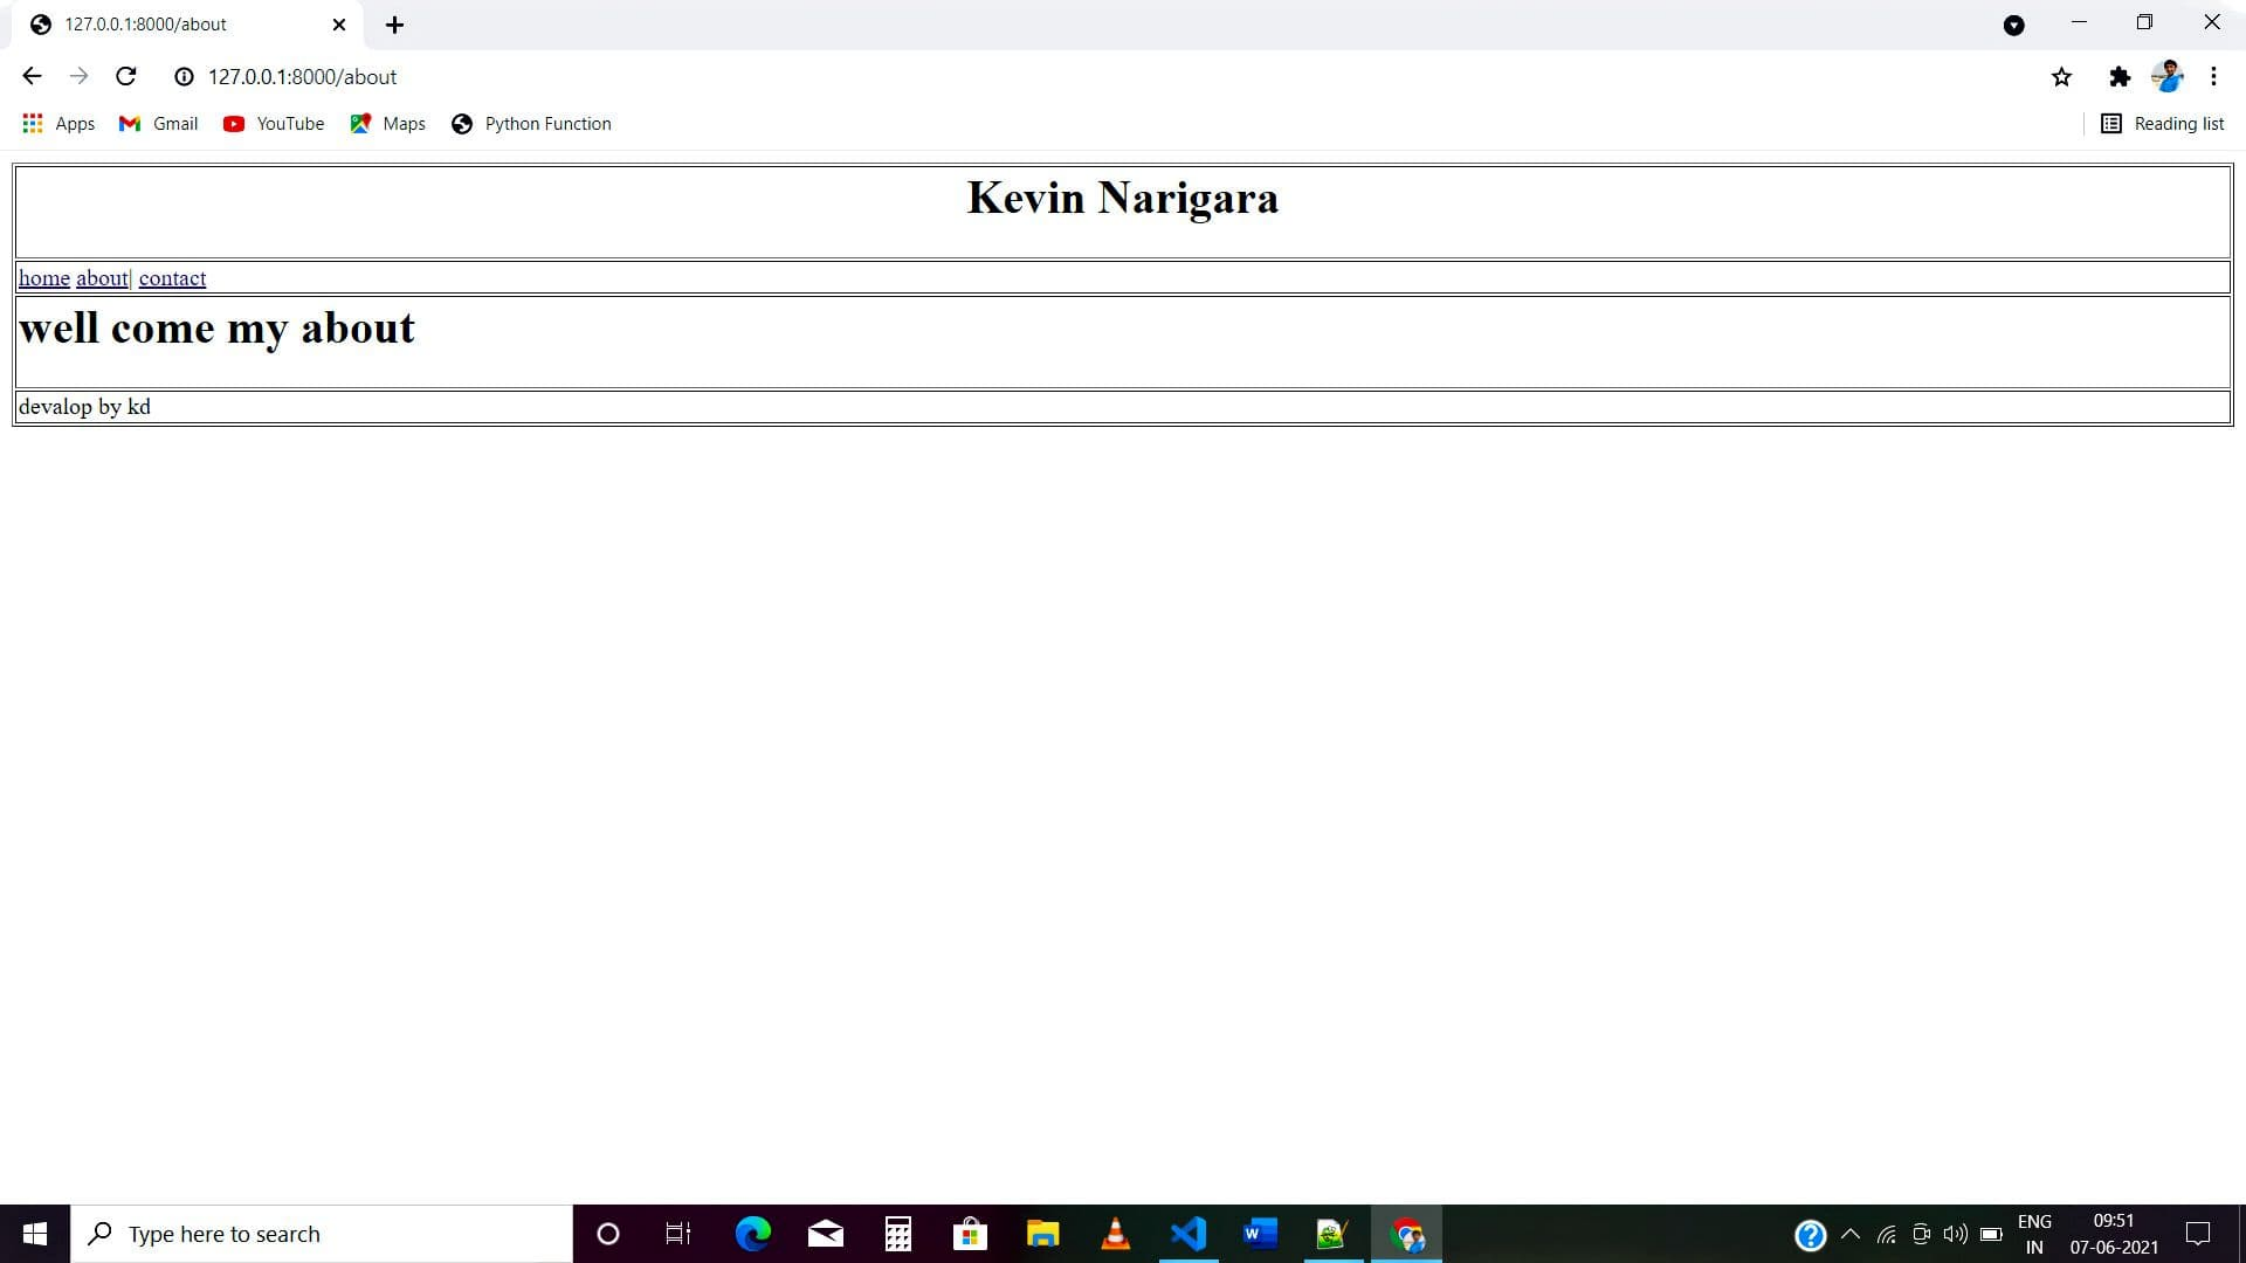 127.0.0.1:8000/about
127.0.0.1:8000/about
Apps Gmail YouTube Maps Python Function Reading list
Kevin Narigara
home about| contact
well come my about
devalop by kd
Type here to search
ENG 09:51
IN 07-06-2021